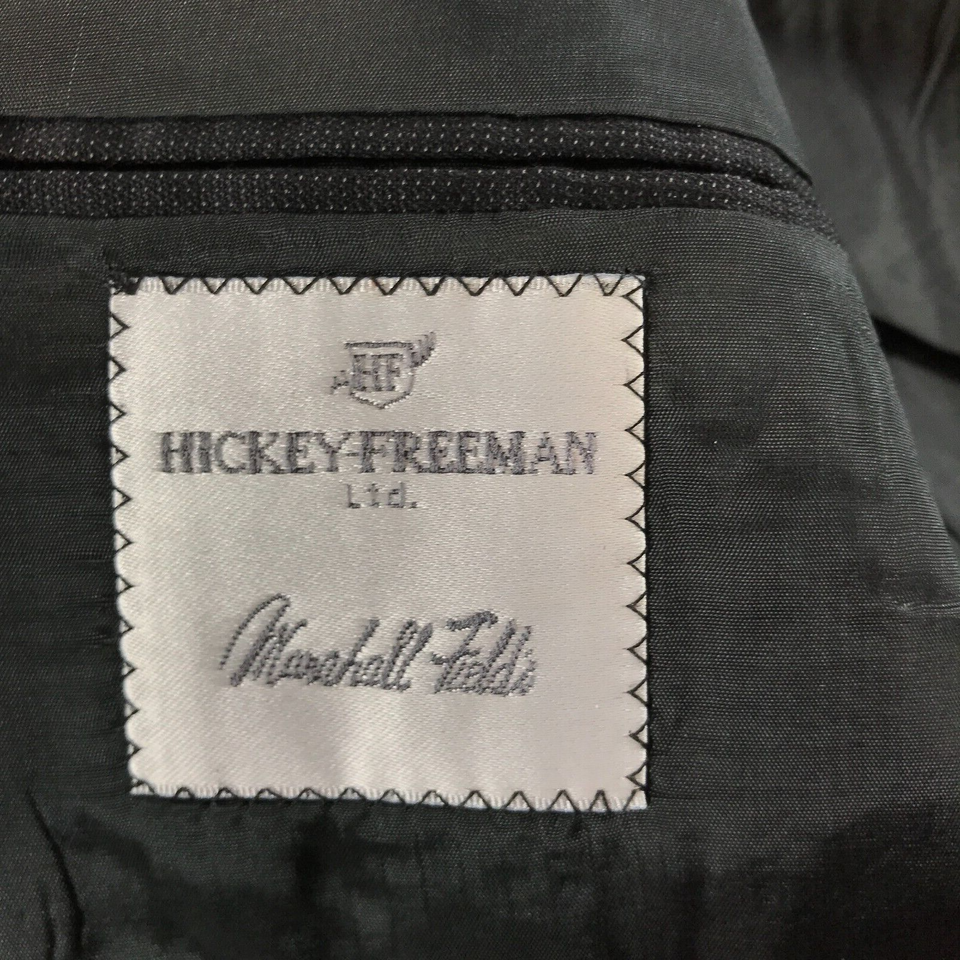 HF
HICKEY-FREEMAN
Ltd.
Marshall Field's